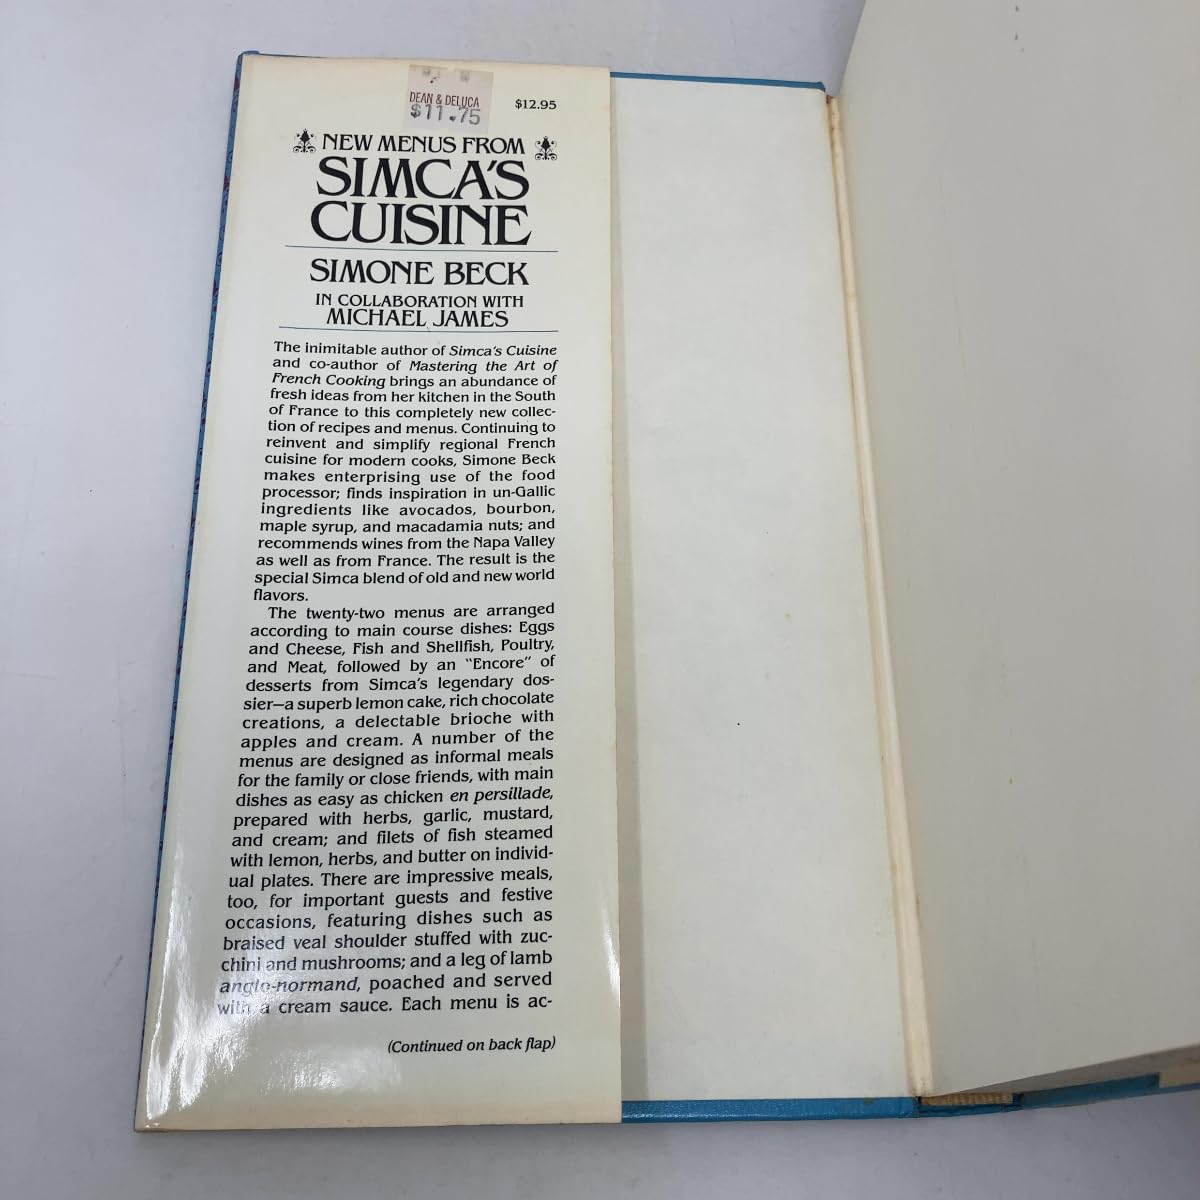 DEAN & DELUCA
$11.75
$12.95
NEW MENUS FROM
SIMCA'S
CUISINE
SIMONE BECK
IN COLLABORATION WITH
MICHAEL JAMES
The inimitable author of Simca's Cuisine
and co-author of Mastering the Art of
French Cooking brings an abundance of
fresh ideas from her kitchen in the South
of France to this completely new collec-
tion of recipes and menus. Continuing to
reinvent and simplify regional French
cuisine for modern cooks, Simone Beck
makes enterprising use of the food
processor; finds inspiration in un-Gallic
ingredients like avocados, bourbon,
maple syrup, and macadamia nuts; and
recommends wines from the Napa Valley
as well as from France. The result is the
special Simca blend of old and new world
flavors.
The twenty-two menus are arranged
according to main course dishes: Eggs
and Cheese, Fish and Shellfish, Poultry,
and Meat, followed by an "Encore" of
desserts from Simca's legendary dos-
sier—a superb lemon cake, rich chocolate
creations, a delectable brioche with
apples and cream. A number of the
menus are designed as informal meals
for the family or close friends, with main
dishes as easy as chicken en persillade,
prepared with herbs, garlic, mustard,
and cream; and filets of fish steamed
with lemon, herbs, and butter on individ-
ual plates. There are impressive meals,
too, for important guests and festive
occasions, featuring dishes such as
braised veal shoulder stuffed with zuc-
chini and mushrooms; and a leg of lamb
anglo-normand, poached and served
with a cream sauce. Each menu is ac-
(Continued on back flap)